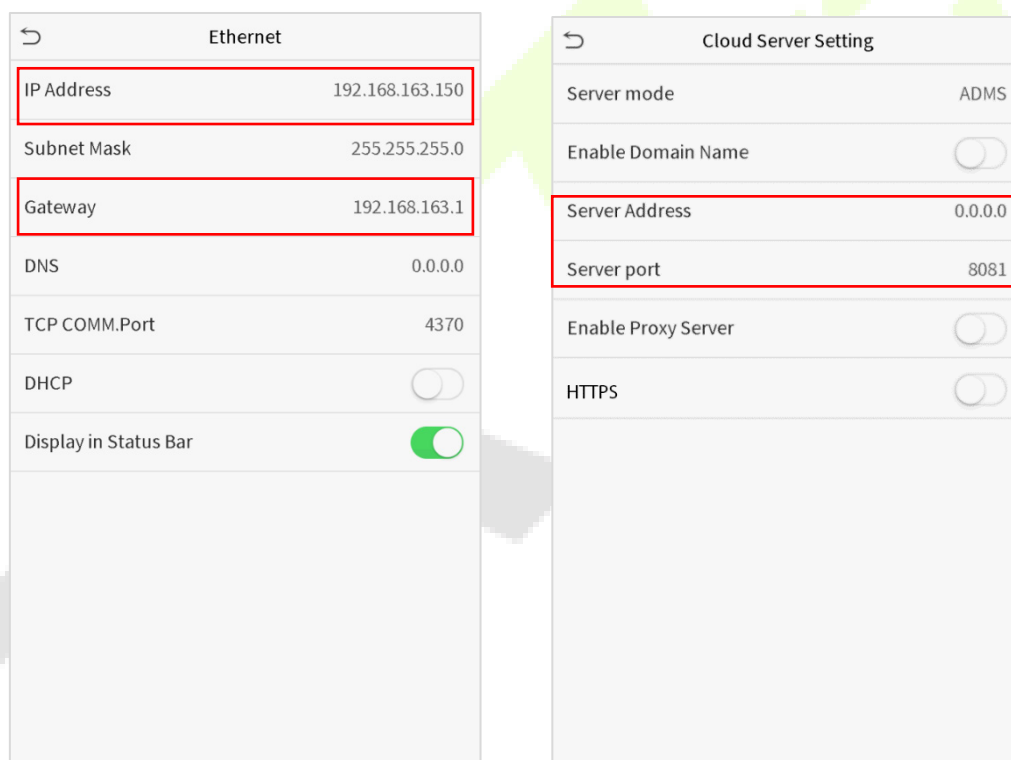 Ethernet
IP Address 192.168.163.150
Subnet Mask 255.255.255.0
Gateway 192.168.163.1
DNS 0.0.0.0
TCP COMM.Port 4370
DHCP
Display in Status Bar
Cloud Server Setting
Server mode ADMS
Enable Domain Name
Server Address 0.0.0.0
Server port 8081
Enable Proxy Server
HTTPS